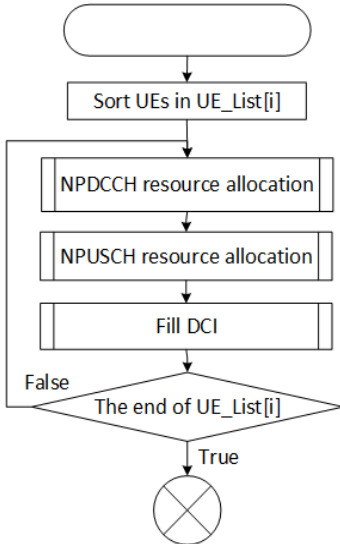 Sort UEs in UE_List[i]
NPDCCH resource allocation
NPUSCH resource allocation
Fill DCI
False
The end of UE_List[i]
True